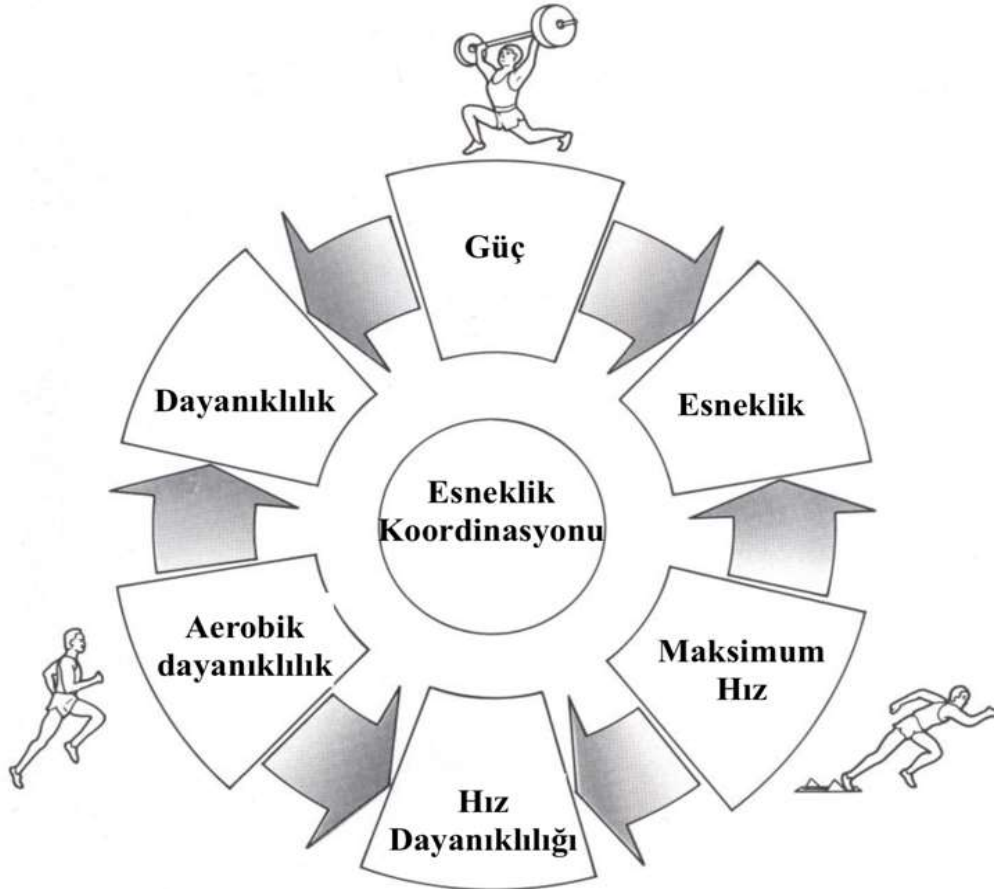 Güç
Dayanıklılık
Esneklik
Esneklik
Koordinasyonu
Aerobik
dayanıklılık
Maksimum
Hız
Hız
Dayanıklılığı